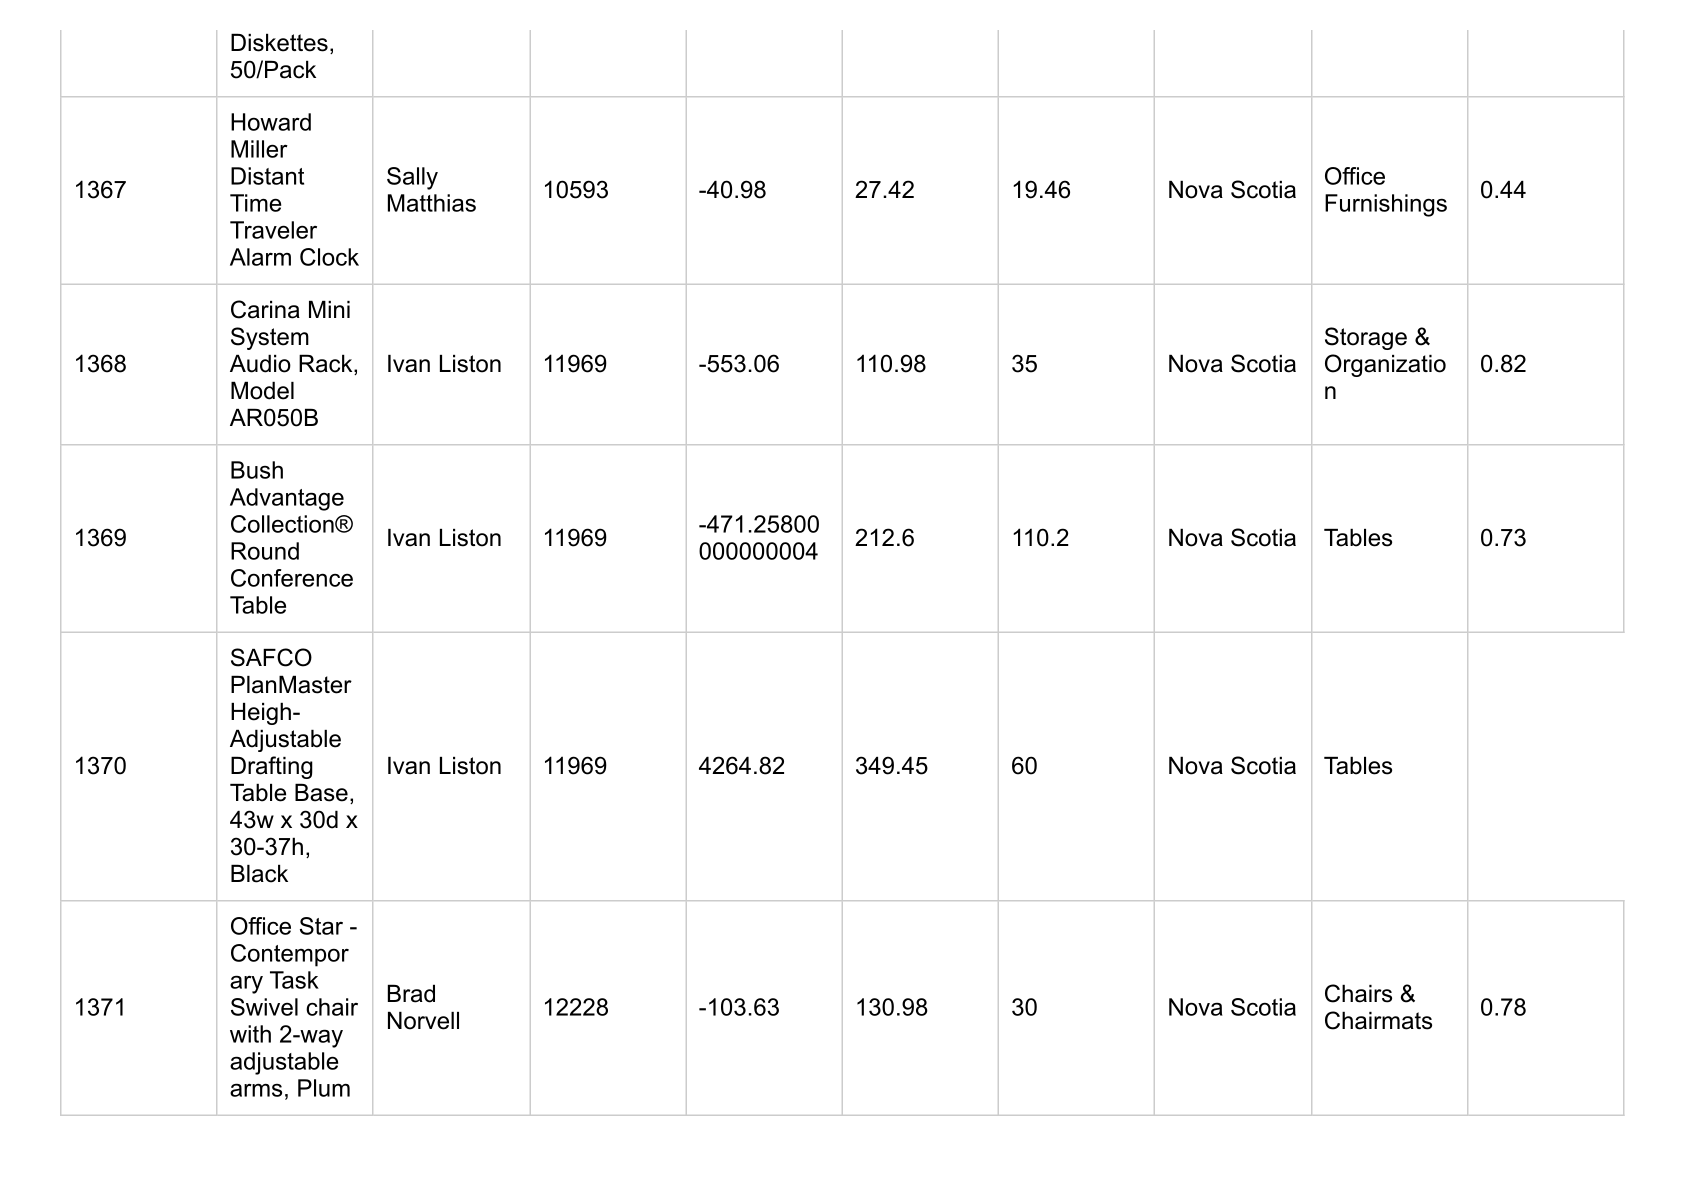 Diskettes,
50/Pack
1367
Howard
Miller
Distant
Time
Traveler
Alarm Clock
Sally
Matthias
10593
-40.98
27.42
19.46
Nova Scotia
Office
Furnishings
0.44
1368
Carina Mini
System
Audio Rack,
Model
AR050B
Ivan Liston
11969
-553.06
110.98
35
Nova Scotia
Storage &
Organizatio
n
0.82
1369
Bush
Advantage
Collection®
Round
Conference
Table
Ivan Liston
11969
-471.25800
000000004
212.6
110.2
Nova Scotia
Tables
0.73
1370
SAFCO
PlanMaster
Heigh-
Adjustable
Drafting
Table Base,
43w x 30d x
30-37h,
Black
Ivan Liston
11969
4264.82
349.45
60
Nova Scotia
Tables
1371
Office Star -
Contempor
ary Task
Swivel chair
with 2-way
adjustable
arms, Plum
Brad
Norvell
12228
-103.63
130.98
30
Nova Scotia
Chairs &
Chairmats
0.78